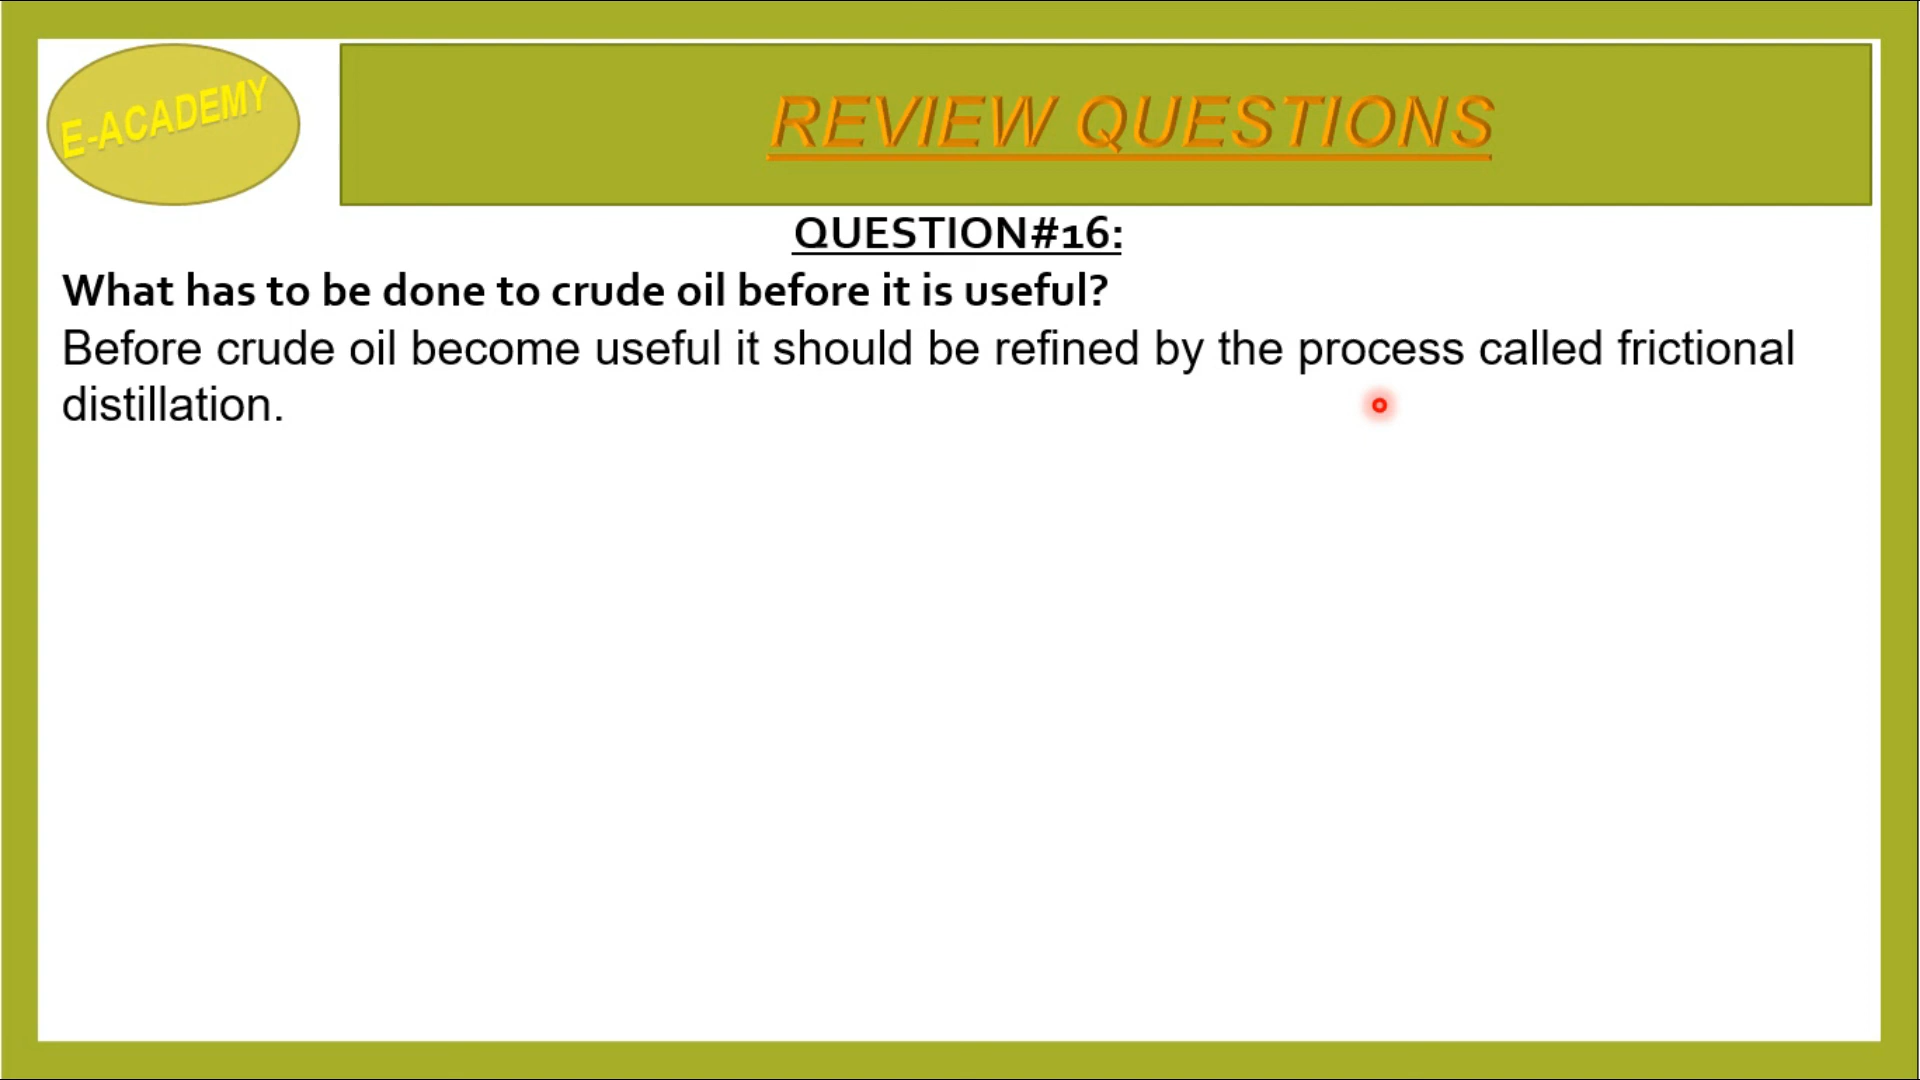 E-ACADEMY
REVIEW QUESTIONS
QUESTION#16:
What has to be done to crude oil before it is useful?
Before crude oil become useful it should be refined by the process called frictional
distillation.